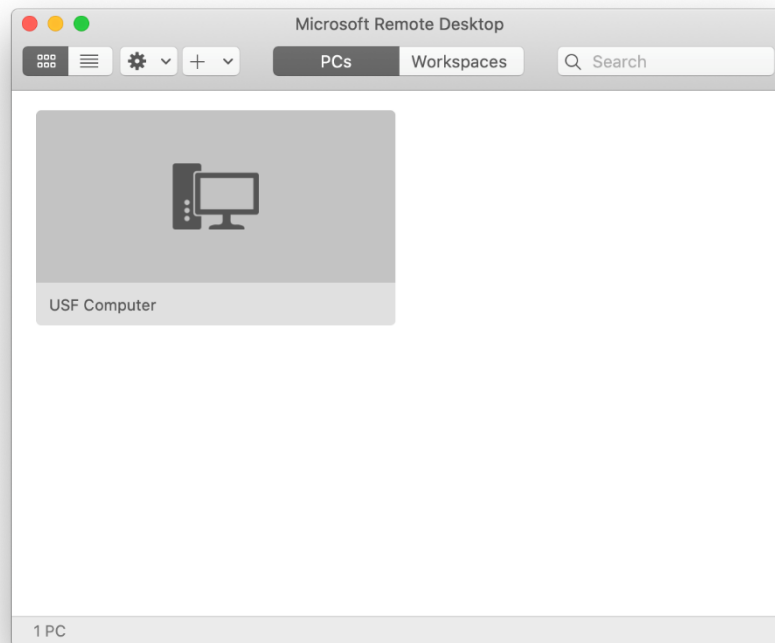 Microsoft Remote Desktop
PCs Workspaces Search
USF Computer
1 PC